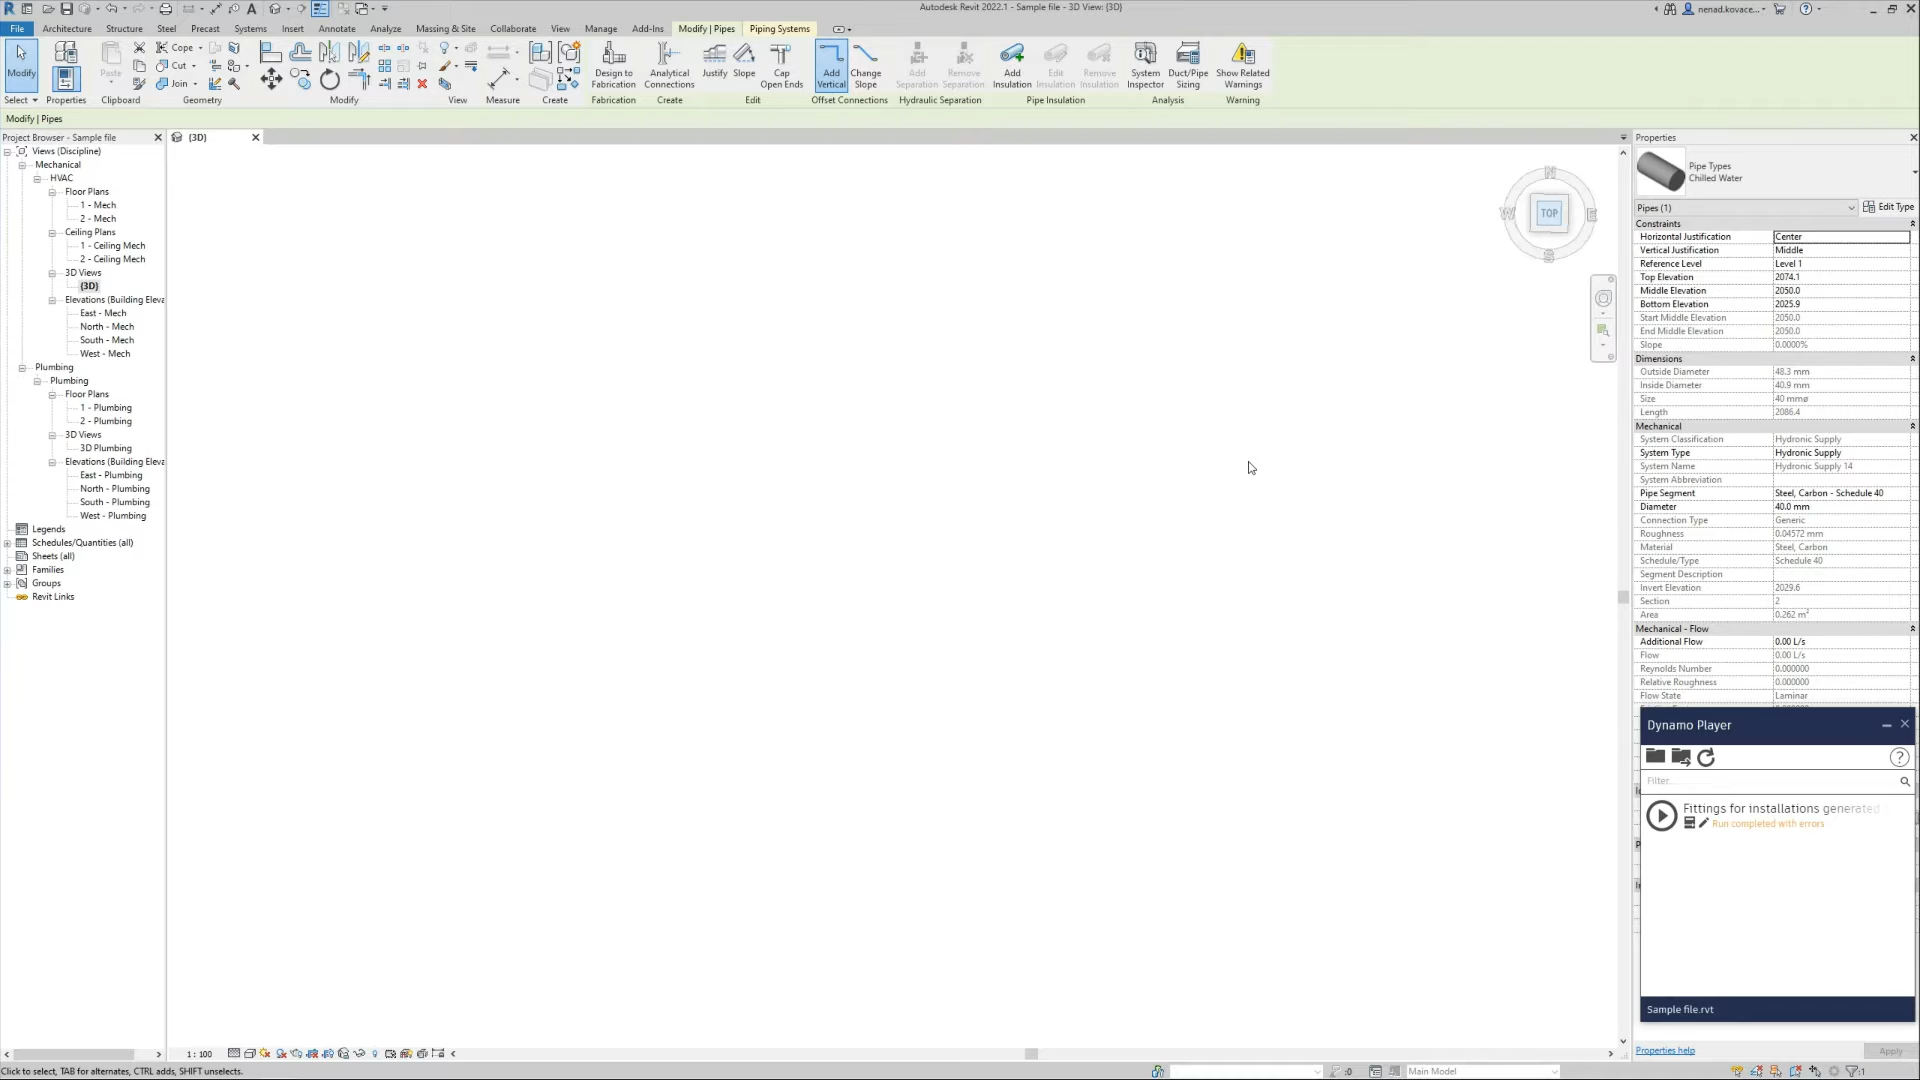 Autodesk Revit 2022.1 - Sample file - 3D View: {3D}
nenad.kovace...
File Architecture Structure Steel Precast Systems Insert Annotate Analyze Massing & Site Collaborate View Manage Add-Ins Modify | Pipes Piping Systems
Modify
Paste
Cope
Cut
Join
Design to Fabrication
Analytical Connections
Justify
Slope
Cap Open Ends
Add Vertical
Change Slope
Add Separation
Remove Separation
Add Insulation
Edit Insulation
Remove Insulation
System Inspector
Duct/Pipe Sizing
Show Related Warnings
Select Properties Clipboard Geometry Modify View Measure Create Fabrication Create Edit Offset Connections Hydraulic Separation Pipe Insulation Analysis Warning
Modify | Pipes
Project Browser - Sample file
Views (Discipline)
Mechanical
HVAC
Floor Plans
1 - Mech
2 - Mech
Ceiling Plans
1 - Ceiling Mech
2 - Ceiling Mech
3D Views
{3D}
Elevations (Building Eleva
East - Mech
North - Mech
South - Mech
West - Mech
Plumbing
Plumbing
Floor Plans
1 - Plumbing
2 - Plumbing
3D Views
3D Plumbing
Elevations (Building Eleva
East - Plumbing
North - Plumbing
South - Plumbing
West - Plumbing
Legends
Schedules/Quantities (all)
Sheets (all)
Families
Groups
Revit Links
{3D}
N
W TOP E
S
Properties
Pipe Types
Chilled Water
Pipes (1) Edit Type
Constraints
Horizontal Justification Center
Vertical Justification Middle
Reference Level Level 1
Top Elevation 2074.1
Middle Elevation 2050.0
Bottom Elevation 2025.9
Start Middle Elevation 2050.0
End Middle Elevation 2050.0
Slope 0.0000%
Dimensions
Outside Diameter 48.3 mm
Inside Diameter 40.9 mm
Size 40 mmø
Length 2086.4
Mechanical
System Classification Hydronic Supply
System Type Hydronic Supply
System Name Hydronic Supply 14
System Abbreviation
Pipe Segment Steel, Carbon - Schedule 40
Diameter 40.0 mm
Connection Type Generic
Roughness 0.04572 mm
Material Steel, Carbon
Schedule/Type Schedule 40
Segment Description
Invert Elevation 2029.6
Section 2
Area 0.262 m²
Mechanical - Flow
Additional Flow 0.00 L/s
Flow 0.00 L/s
Reynolds Number 0.000000
Relative Roughness 0.000000
Flow State Laminar
Dynamo Player
Filter...
Fittings for installations generated
Run completed with errors
Sample file.rvt
Properties help Apply
1 : 100
Click to select, TAB for alternates, CTRL adds, SHIFT unselects.
:0
Main Model
:1